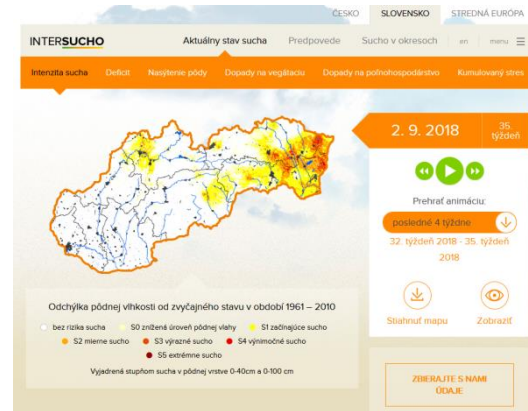 ČESKO SLOVENSKO STREDNÁ EURÓPA
INTERSUCHO Aktuálny stav sucha Predpovede Sucho v okresoch en menu
Intenzita sucha Deficit Nasýtenie pôdy Dopady na vegetáciu Dopady na poľnohospodárstvo Kumulovaný stres
2. 9. 2018 35. týždeň
Prehrať animáciu:
posledné 4 týždne
32. týždeň 2018 - 35. týždeň
2018
Stiahnuť mapu Zobraziť
Odchýlka pôdnej vlhkosti od zvyčajného stavu v období 1961 – 2010
bez rizika sucha S0 znížená úroveň pôdnej vlahy S1 začínajúce sucho
S2 mierne sucho S3 výrazné sucho S4 výnimočné sucho
S5 extrémne sucho
Vyjadrená stupňom sucha v pôdnej vrstve 0-40cm a 0-100 cm
ZBIERAJTE S NAMI
ÚDAJE